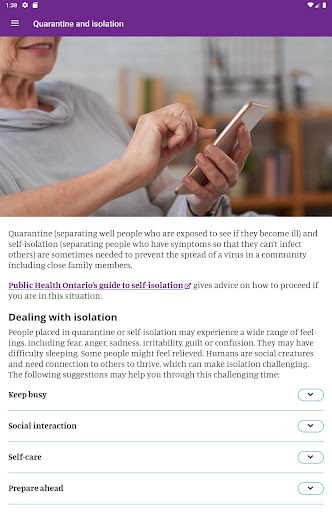 1:39
Quarantine and isolation
Quarantine (separating well people who are exposed to see if they become ill) and
self-isolation (separating people who have symptoms so that they can't infect
others) are sometimes needed to prevent the spread of a virus in a community
including close family members.
Public Health Ontario's guide to self-isolation gives advice on how to proceed if
you are in this situation.
Dealing with isolation
People placed in quarantine or self-isolation may experience a wide range of feel-
ings, including fear, anger, sadness, irritability, guilt or confusion. They may have
difficulty sleeping. Some people might feel relieved. Humans are social creatures
and need connection to others to thrive, which can make isolation challenging.
The following suggestions may help you through this challenging time:
Keep busy
Social interaction
Self-care
Prepare ahead